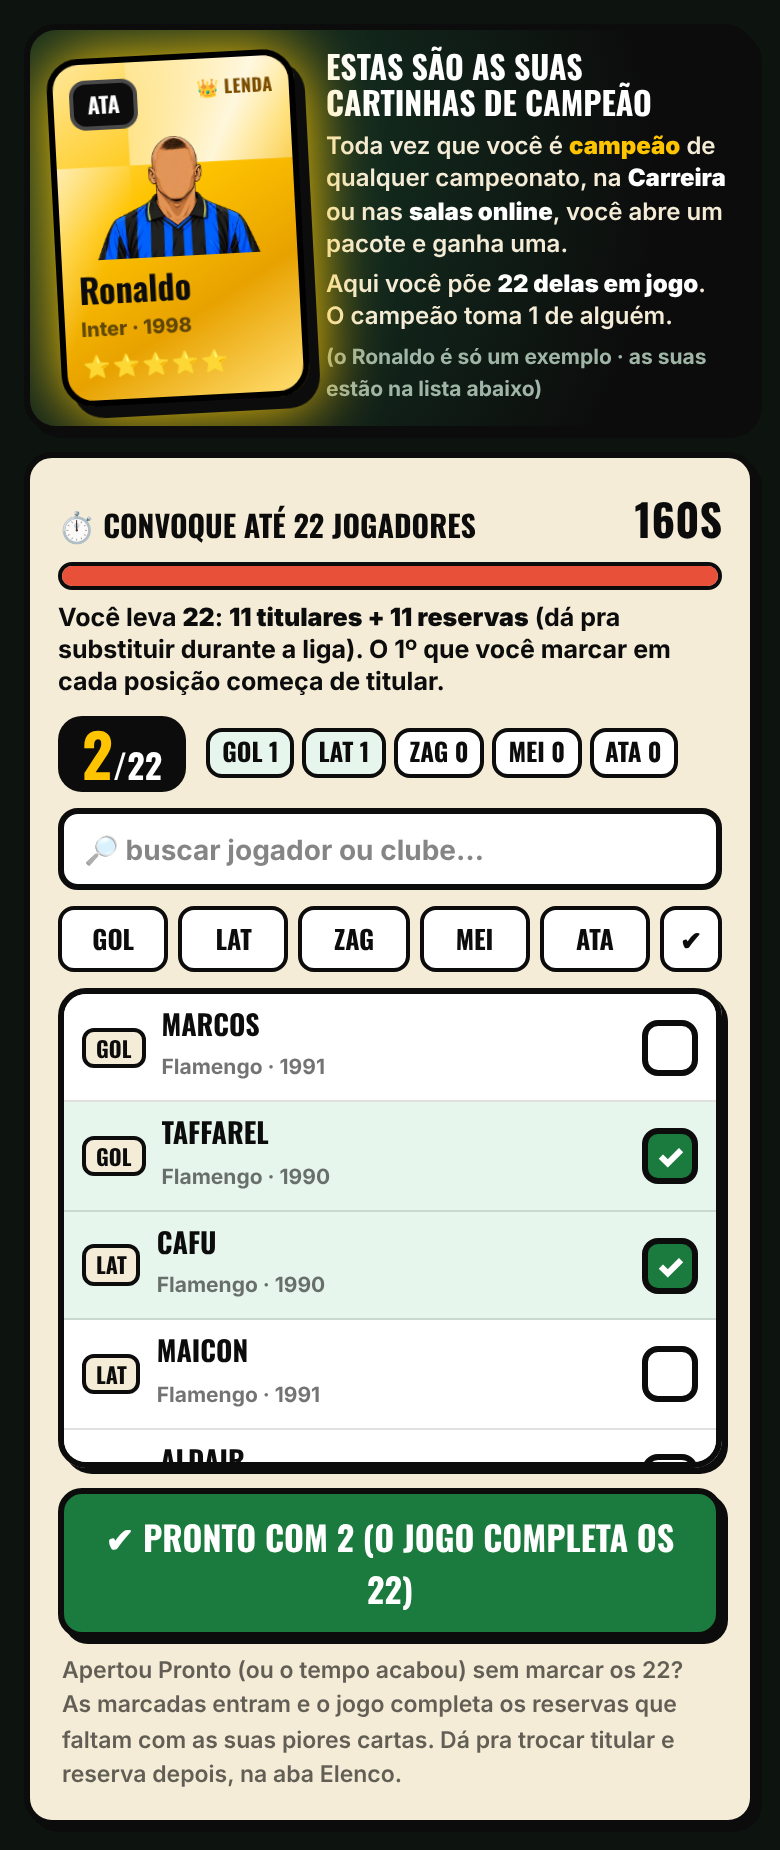 ATA
👑 LENDA
Ronaldo
Inter · 1998
⭐⭐⭐⭐⭐
ESTAS SÃO AS SUAS
CARTINHAS DE CAMPEÃO
Toda vez que você é campeão de
qualquer campeonato, na Carreira
ou nas salas online, você abre um
pacote e ganha uma.
Aqui você põe 22 delas em jogo.
O campeão toma 1 de alguém.
(o Ronaldo é só um exemplo · as suas
estão na lista abaixo)
⏱️ CONVOQUE ATÉ 22 JOGADORES 160S
Você leva 22: 11 titulares + 11 reservas (dá pra
substituir durante a liga). O 1º que você marcar em
cada posição começa de titular.
2/22 GOL 1 LAT 1 ZAG 0 MEI 0 ATA 0
🔎 buscar jogador ou clube...
GOL LAT ZAG MEI ATA ✔
MARCOS
GOL
Flamengo · 1991
TAFFAREL
GOL
Flamengo · 1990
CAFU
LAT
Flamengo · 1990
MAICON
LAT
Flamengo · 1991
ALDAIR
✔ PRONTO COM 2 (O JOGO COMPLETA OS
22)
Apertou Pronto (ou o tempo acabou) sem marcar os 22?
As marcadas entram e o jogo completa os reservas que
faltam com as suas piores cartas. Dá pra trocar titular e
reserva depois, na aba Elenco.